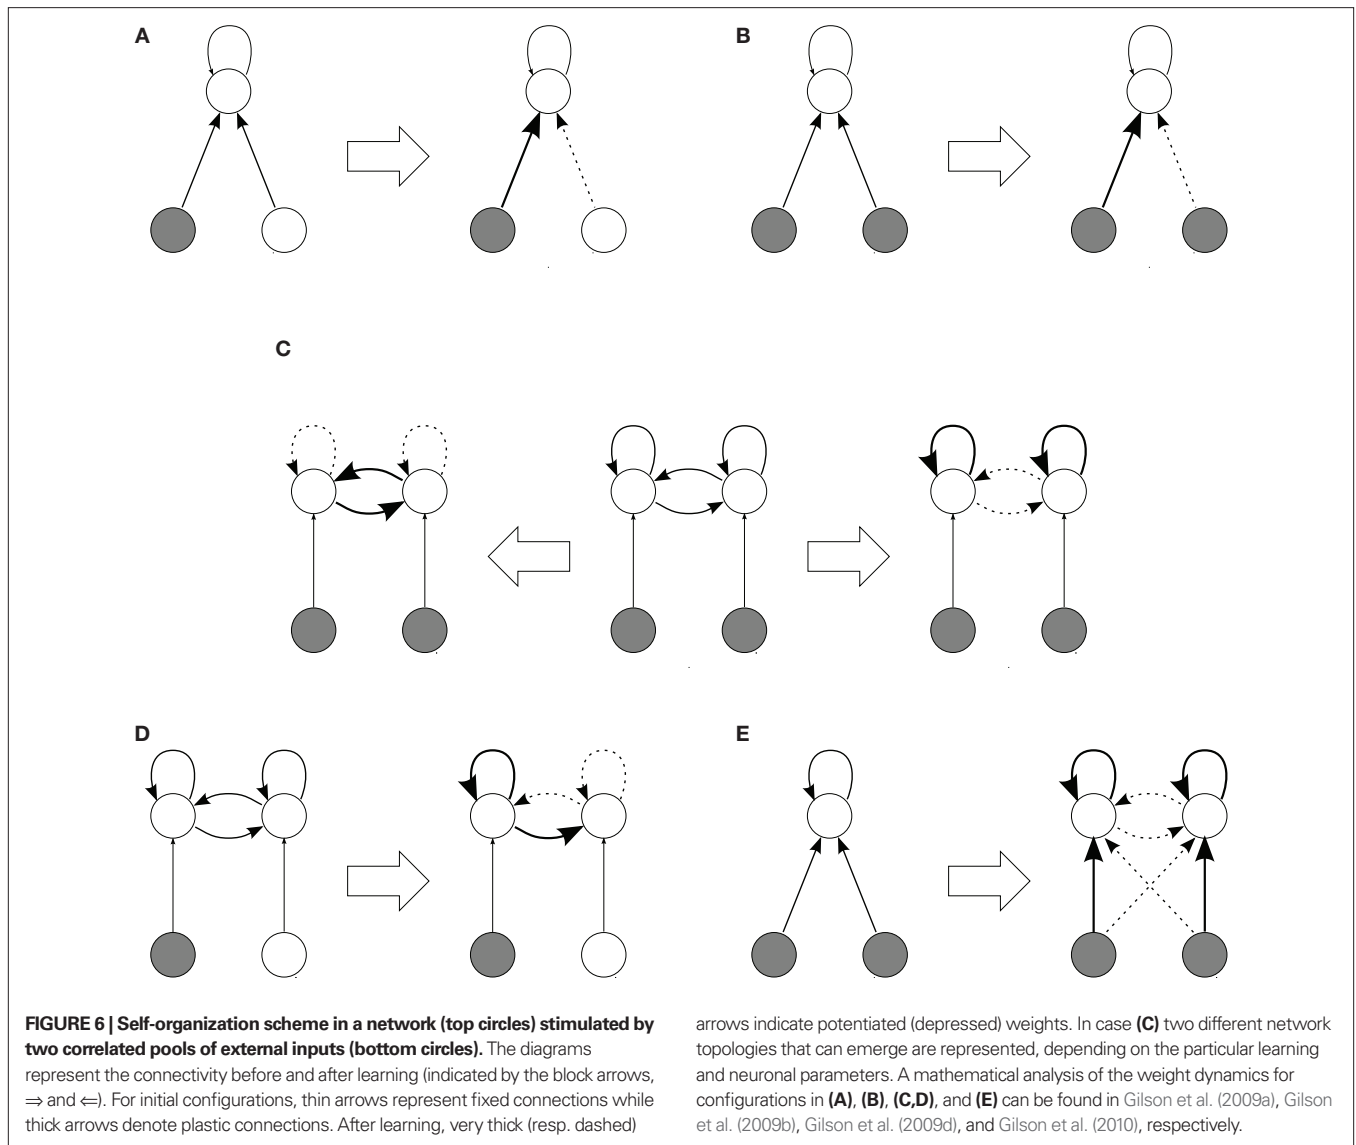 A
B
C
D
E
FIGURE 6 | Self-organization scheme in a network (top circles) stimulated by
two correlated pools of external inputs (bottom circles). The diagrams
represent the connectivity before and after learning (indicated by the block arrows,
⇒ and ⇐). For initial configurations, thin arrows represent fixed connections while
thick arrows denote plastic connections. After learning, very thick (resp. dashed)
arrows indicate potentiated (depressed) weights. In case (C) two different network
topologies that can emerge are represented, depending on the particular learning
and neuronal parameters. A mathematical analysis of the weight dynamics for
configurations in (A), (B), (C,D), and (E) can be found in Gilson et al. (2009a), Gilson
et al. (2009b), Gilson et al. (2009d), and Gilson et al. (2010), respectively.